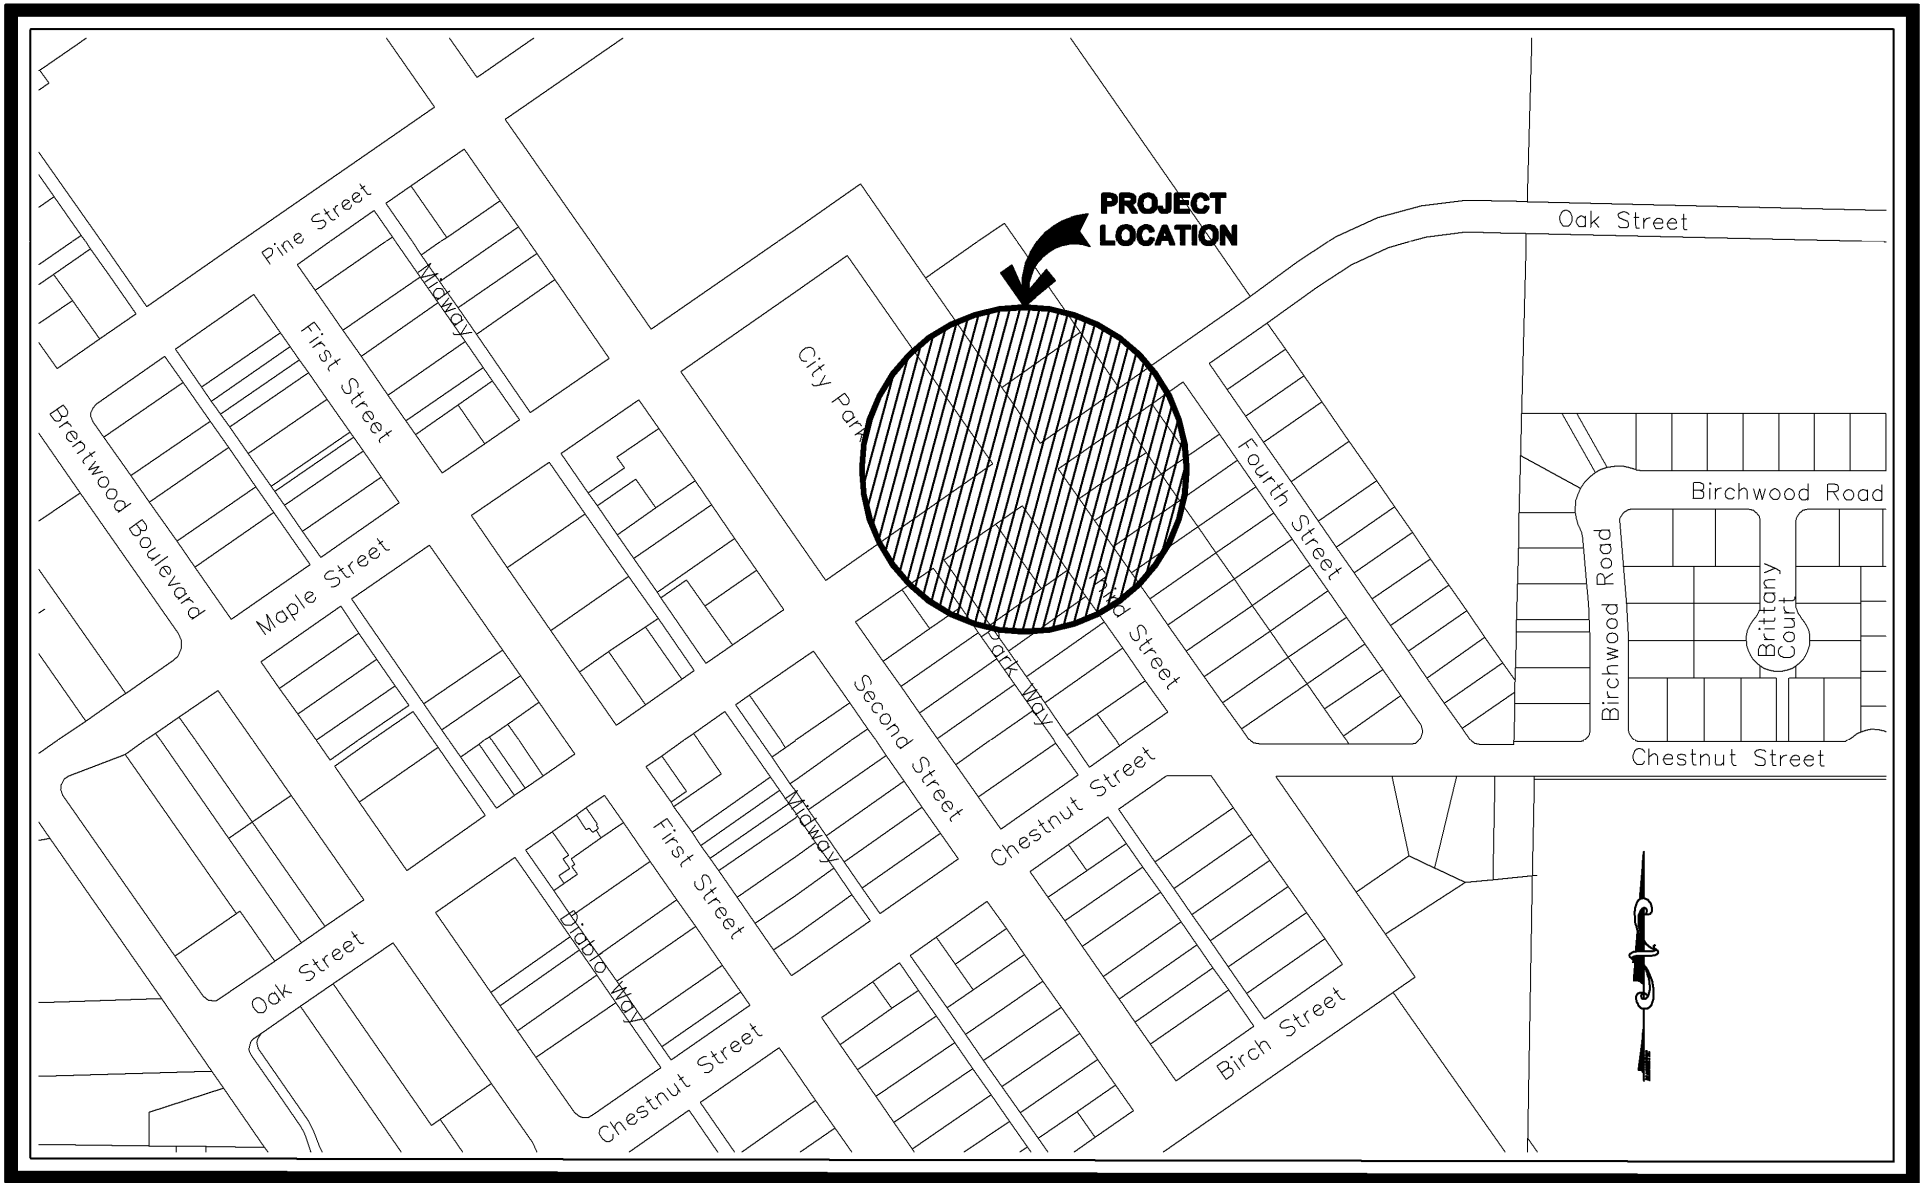 PROJECT
LOCATION
Oak Street
Pine Street
Midway
First Street
City Park
Brentwood Boulevard
Maple Street
Fourth Street
Birchwood Road
Birchwood Road
Brittany
Court
Third Street
Park Way
Second Street
Chestnut Street
Chestnut Street
Midway
First Street
Diablo Way
Oak Street
Birch Street
Chestnut Street